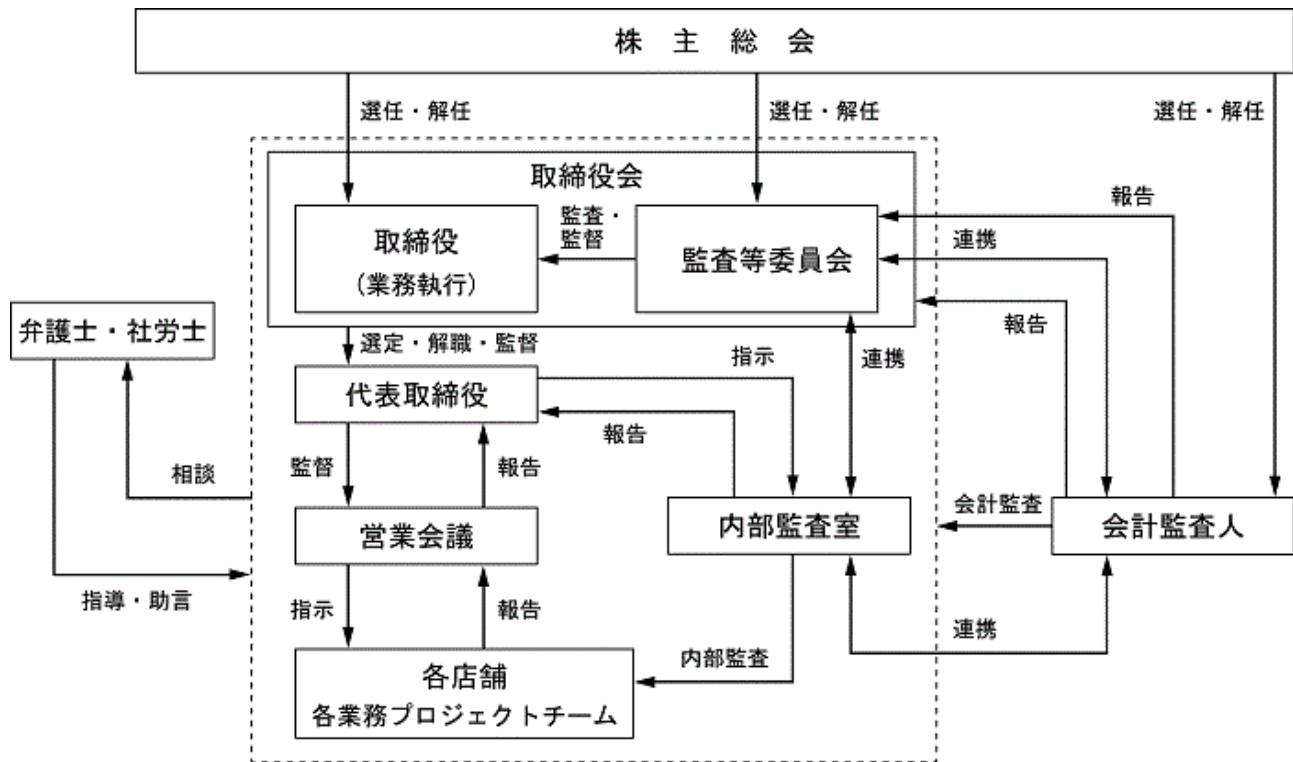 株 主 総 会
選任・解任
選任・解任
選任・解任
取締役会
取締役
(業務執行)
監査・
監督
監査等委員会
報告
連携
報告
弁護士・社労士
選定・解職・監督
指示
連携
代表取締役
報告
監督
報告
相談
営業会議
内部監査室
会計監査
会計監査人
指導・助言
指示
報告
連携
内部監査
各店舗
各業務プロジェクトチーム